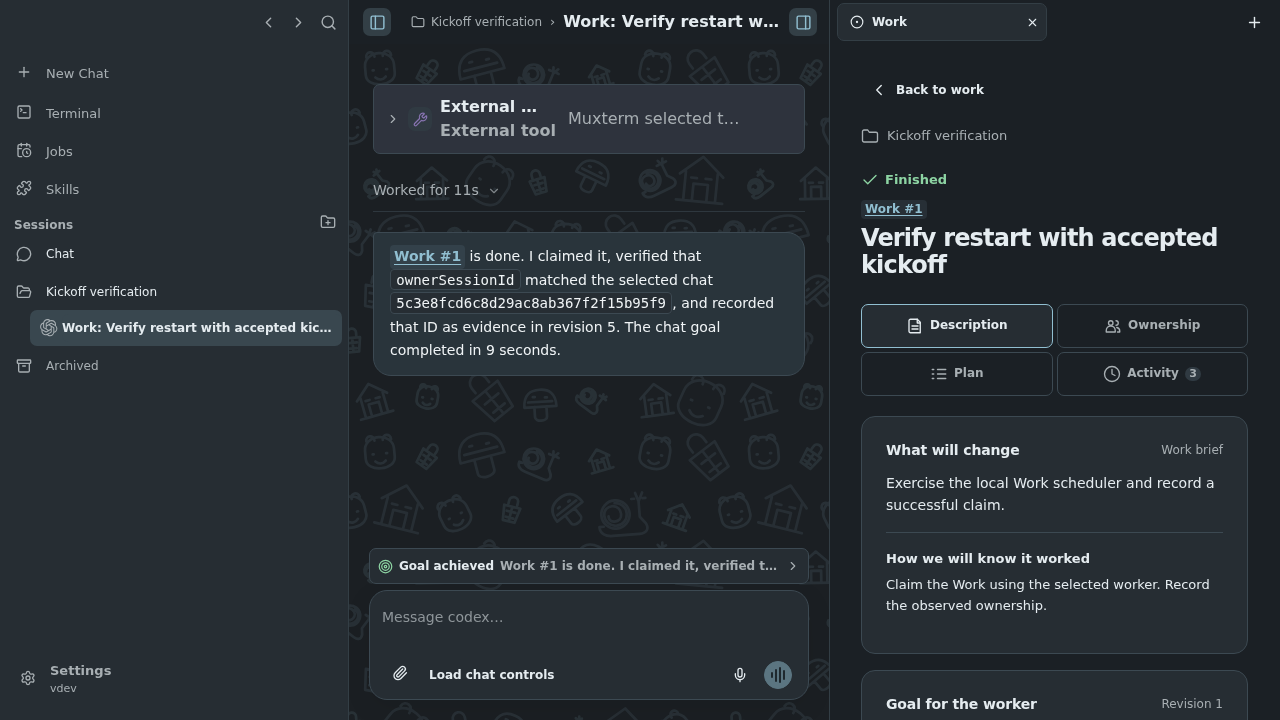 New Chat
Terminal
Jobs
Skills
Sessions
Chat
Kickoff verification
Work: Verify restart with accepted kic…
Archived
Settings
vdev
Kickoff verification › Work: Verify restart w…
External …
External tool
Muxterm selected t…
Worked for 11s
Work #1 is done. I claimed it, verified that
ownerSessionId matched the selected chat
5c3e8fcd6c8d29ac8ab367f2f15b95f9, and recorded
that ID as evidence in revision 5. The chat goal
completed in 9 seconds.
Goal achieved Work #1 is done. I claimed it, verified t…
Message codex…
Load chat controls
Work
Back to work
Kickoff verification
Finished
Work #1
Verify restart with accepted
kickoff
Description
Ownership
Plan
Activity 3
What will change
Work brief
Exercise the local Work scheduler and record a
successful claim.
How we will know it worked
Claim the Work using the selected worker. Record
the observed ownership.
Goal for the worker
Revision 1